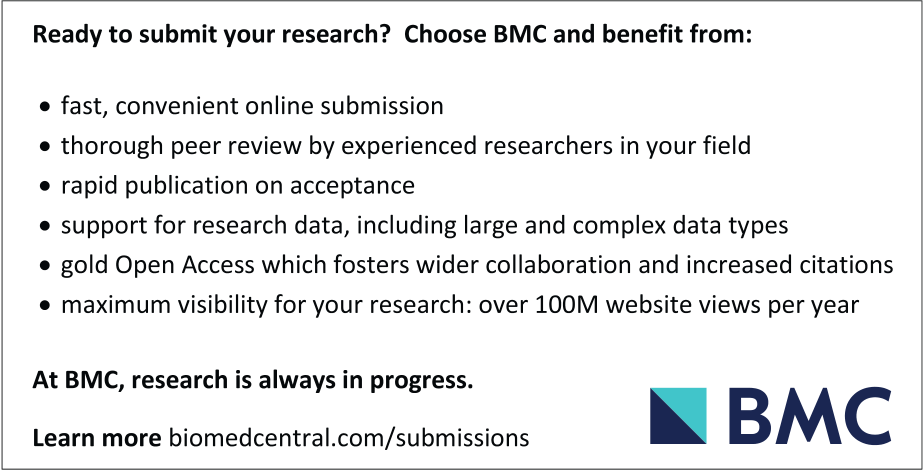 Ready to submit your research?  Choose BMC and benefit from:
• fast, convenient online submission
• thorough peer review by experienced researchers in your field
• rapid publication on acceptance
• support for research data, including large and complex data types
• gold Open Access which fosters wider collaboration and increased citations
• maximum visibility for your research: over 100M website views per year
At BMC, research is always in progress.
Learn more biomedcentral.com/submissions
BMC